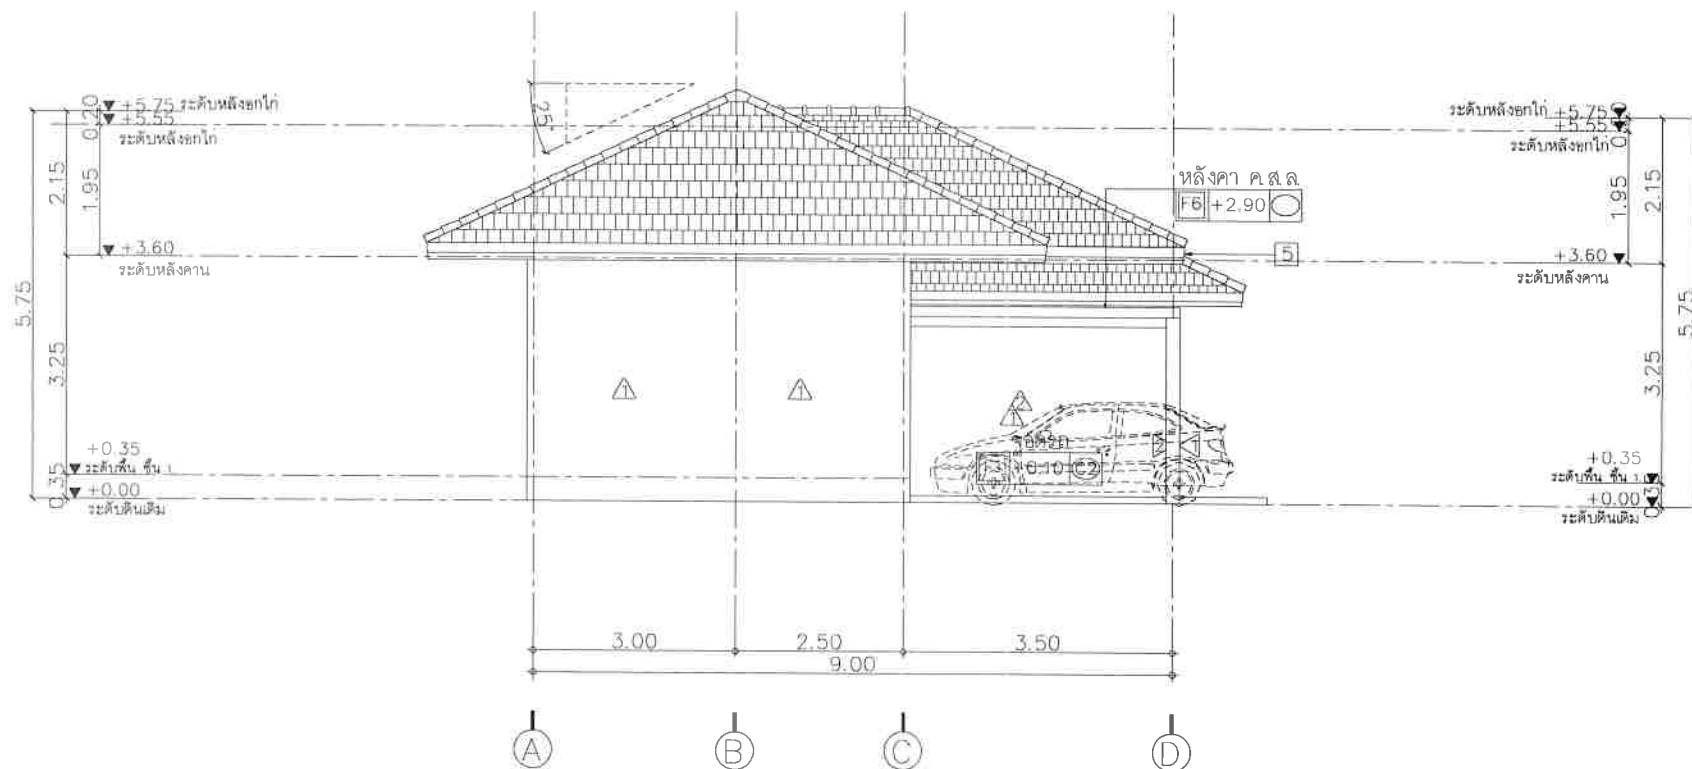 +5.75 ระดับหลังอกไก่
+5.55
ระดับหลังอกไก่
0.20
2.15
1.95
25°
ระดับหลังอกไก่ +5.75
+5.55
ระดับหลังอกไก่
1.95
2.15
หลังคา ค.ส.ล.
+2.90
5
+3.60
ระดับหลังคาน
+3.60
ระดับหลังคาน
5.75
3.25
5.75
3.25
1
1
2
1
จอดรถ
0.10 C2
+0.35
ระดับพื้น ชั้น 1
+0.00
ระดับดินเดิม
0.35
+0.35
ระดับพื้น ชั้น 1
+0.00
ระดับดินเดิม
3.00
2.50
3.50
9.00
A
B
C
D